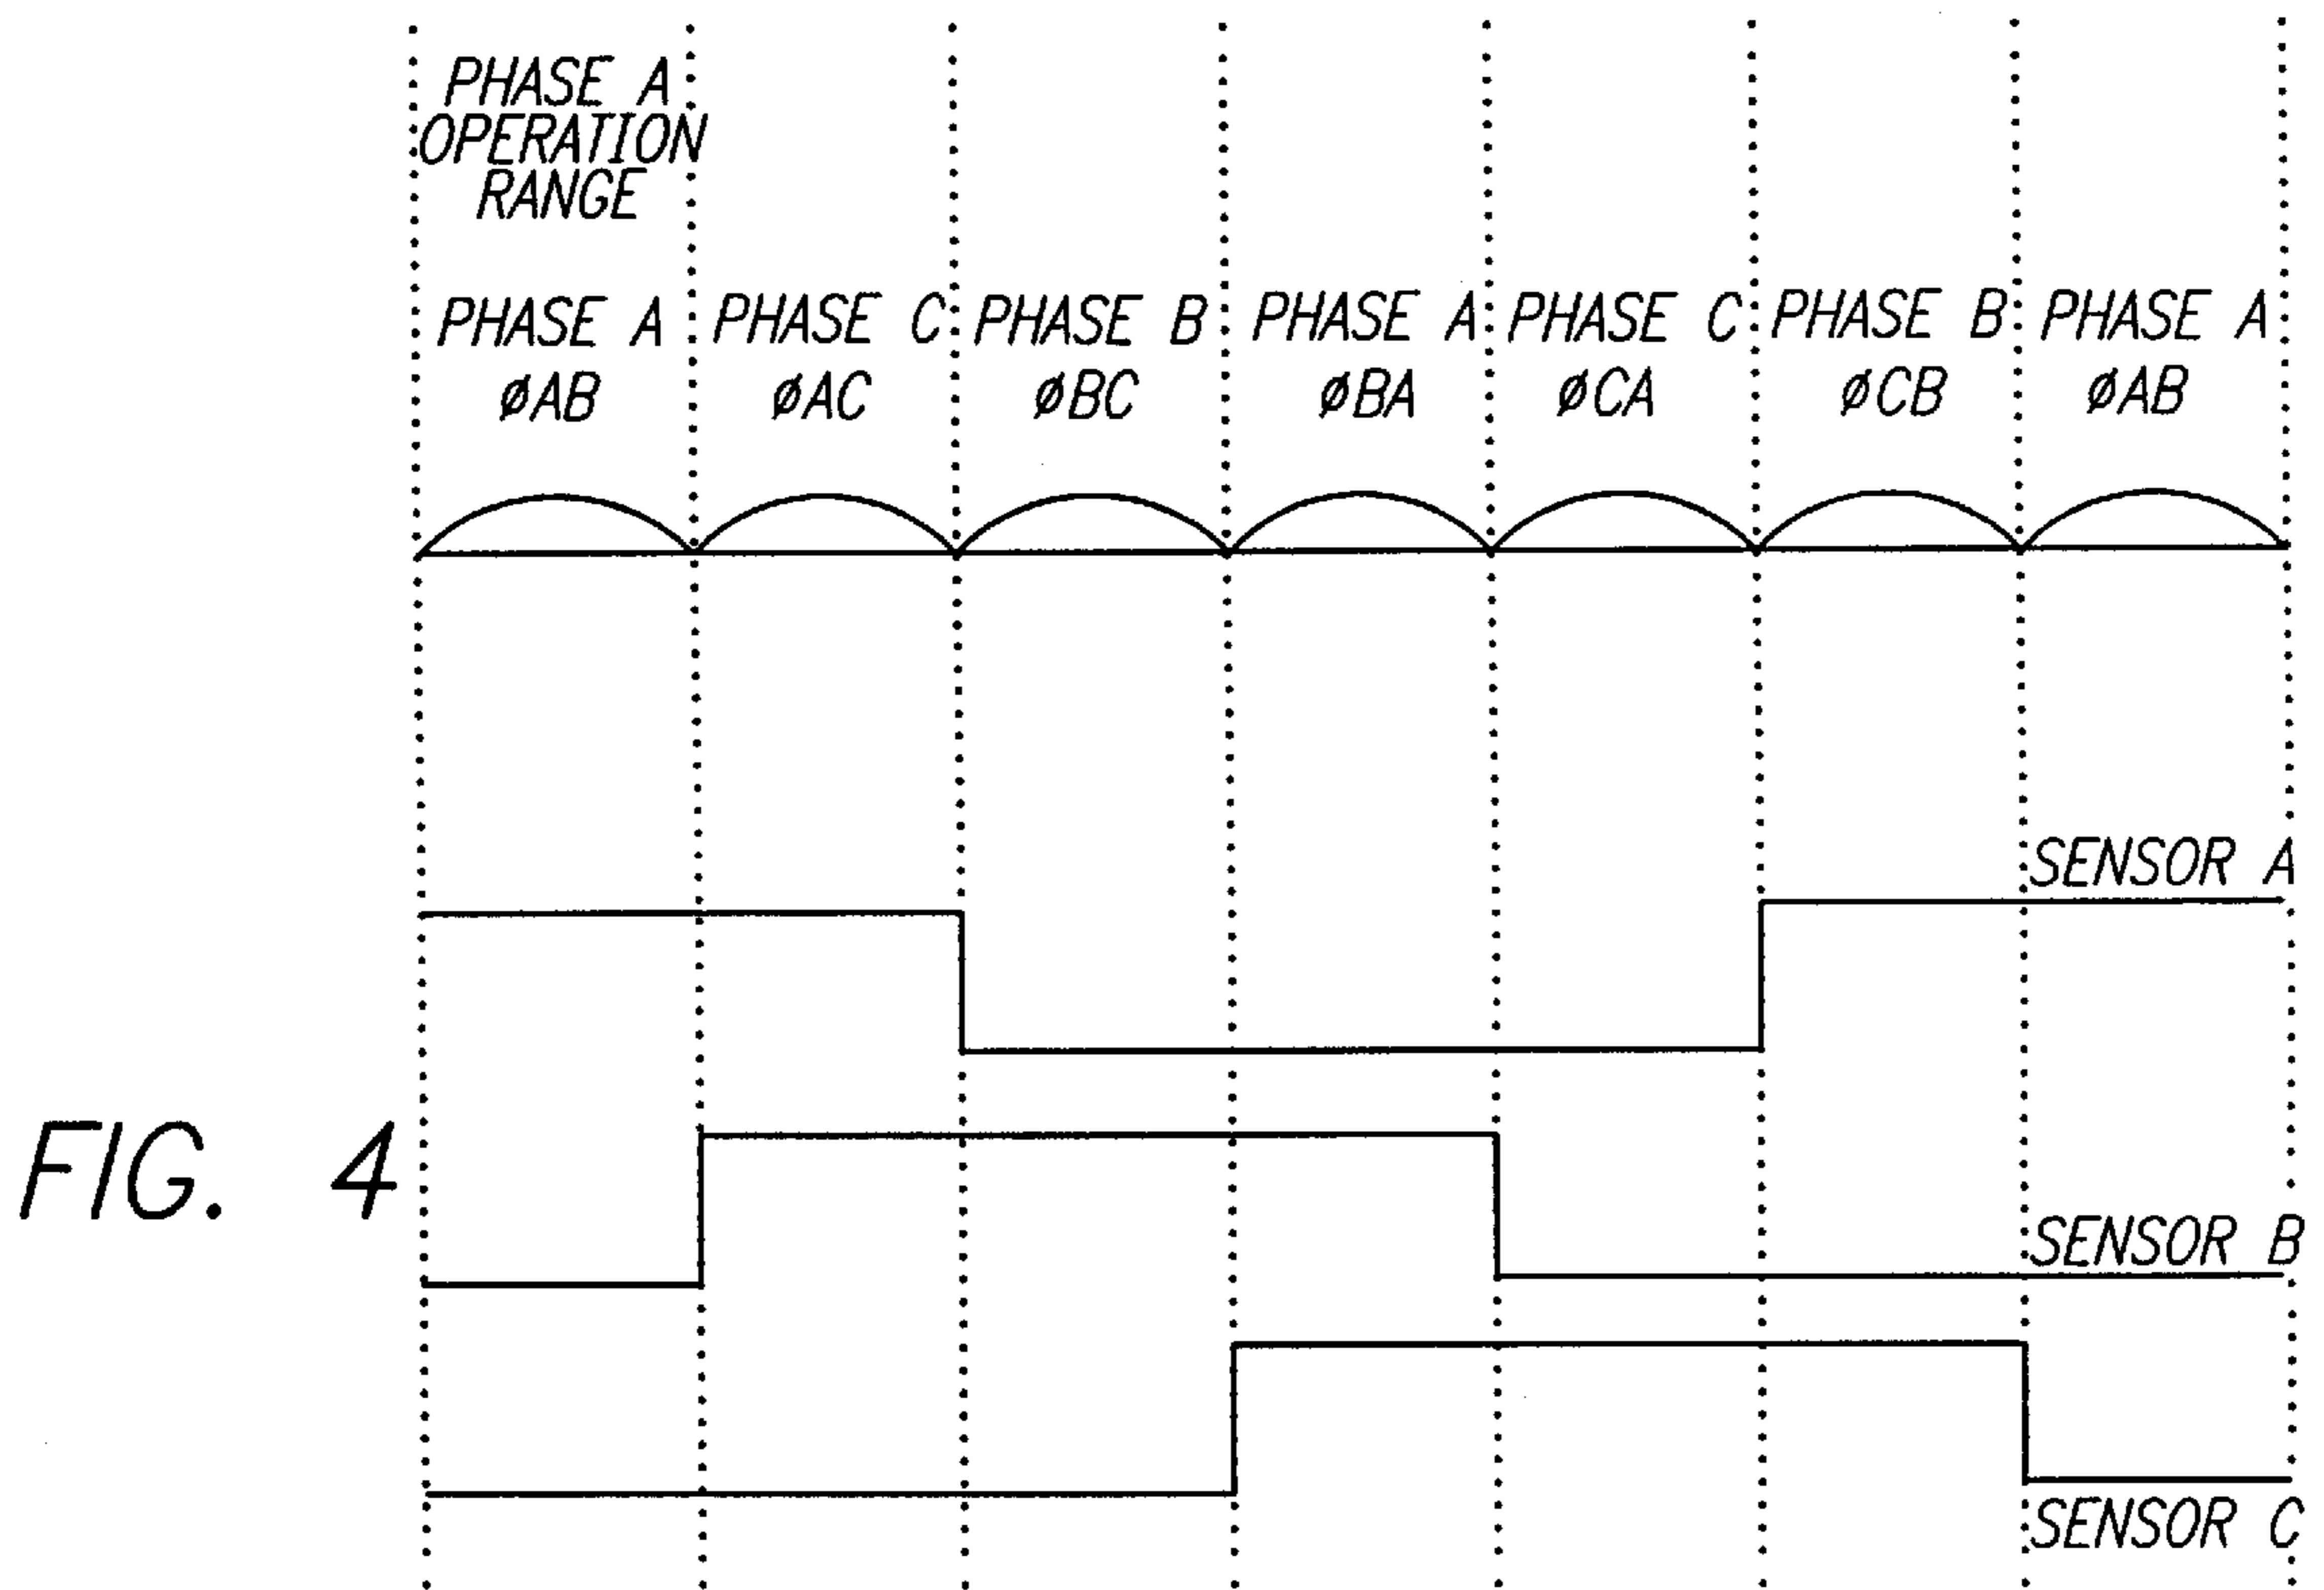 PHASE A
OPERATION
RANGE
PHASE A PHASE C PHASE B PHASE A PHASE C PHASE B PHASE A
øAB øAC øBC øBA øCA øCB øAB
SENSOR A
FIG. 4
SENSOR B
SENSOR C